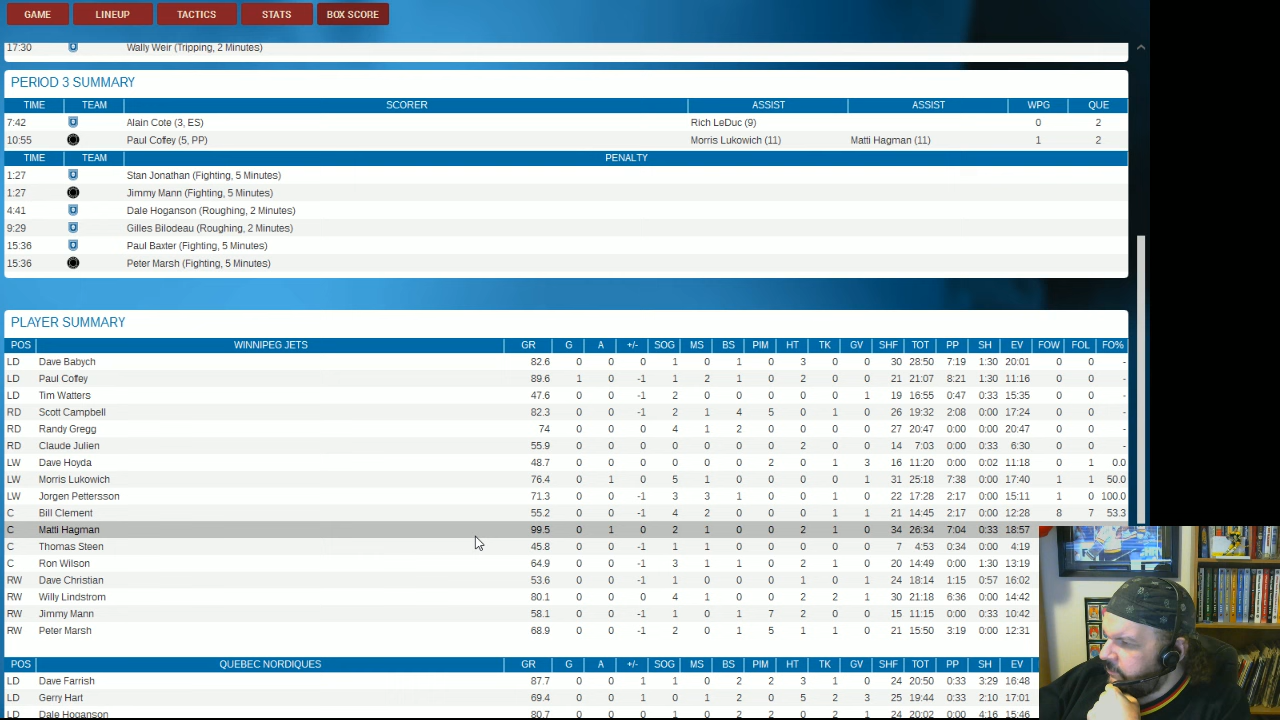 GAME LINEUP TACTICS STATS BOX SCORE
17:30 Wally Weir (Tripping, 2 Minutes)
PERIOD 3 SUMMARY
TIME TEAM SCORER ASSIST ASSIST WPG QUE
7:42 Alain Cote (3, ES) Rich LeDuc (9) 0 2
10:55 Paul Coffey (5, PP) Morris Lukowich (11) Matti Hagman (11) 1 2
TIME TEAM PENALTY
1:27 Stan Jonathan (Fighting, 5 Minutes)
1:27 Jimmy Mann (Fighting, 5 Minutes)
4:41 Dale Hoganson (Roughing, 2 Minutes)
9:29 Gilles Bilodeau (Roughing, 2 Minutes)
15:36 Paul Baxter (Fighting, 5 Minutes)
15:36 Peter Marsh (Fighting, 5 Minutes)
PLAYER SUMMARY
POS WINNIPEG JETS GR G A +/- SOG MS BS PIM HT TK GV SHF TOT PP SH EV FOW FOL FO%
LD Dave Babych 82.6 0 0 0 1 0 1 0 3 0 0 30 28:50 7:19 1:30 20:01 0 0 -
LD Paul Coffey 89.6 1 0 -1 1 2 1 0 2 0 0 21 21:07 8:21 1:30 11:16 0 0 -
LD Tim Watters 47.6 0 0 -1 2 0 0 0 0 0 1 19 16:55 0:47 0:33 15:35 0 0 -
RD Scott Campbell 82.3 0 0 -1 2 1 4 5 0 1 0 26 19:32 2:08 0:00 17:24 0 0 -
RD Randy Gregg 74 0 0 0 4 1 2 0 0 0 0 27 20:47 0:00 0:00 20:47 0 0 -
RD Claude Julien 55.9 0 0 0 0 0 0 0 2 0 0 14 7:03 0:00 0:33 6:30 0 0 -
LW Dave Hoyda 48.7 0 0 0 0 0 0 2 0 1 3 16 11:20 0:00 0:02 11:18 0 1 0.0
LW Morris Lukowich 76.4 0 1 0 5 1 0 0 0 0 1 31 25:18 7:38 0:00 17:40 1 1 50.0
LW Jorgen Pettersson 71.3 0 0 -1 3 3 1 0 0 1 0 22 17:28 2:17 0:00 15:11 1 0 100.0
C Bill Clement 55.2 0 0 -1 4 2 0 0 0 1 1 21 14:45 2:17 0:00 12:28 8 7 53.3
C Matti Hagman 99.5 0 1 0 2 1 0 0 2 1 0 34 26:34 7:04 0:33 18:57
C Thomas Steen 45.8 0 0 -1 1 1 0 0 0 0 0 7 4:53 0:34 0:00 4:19
C Ron Wilson 64.9 0 0 -1 3 1 0 0 2 1 0 20 14:49 0:00 1:30 13:19
RW Dave Christian 53.6 0 0 -1 1 0 0 0 1 0 1 24 18:14 1:15 0:57 16:02
RW Willy Lindstrom 80.1 0 0 0 4 1 0 0 2 2 1 30 21:18 6:36 0:00 14:42
RW Jimmy Mann 58.1 0 0 -1 1 0 1 7 2 0 0 15 11:15 0:00 0:33 10:42
RW Peter Marsh 68.9 0 0 -1 2 0 1 5 1 1 0 21 15:50 3:19 0:00 12:31
POS QUEBEC NORDIQUES GR G A +/- SOG MS BS PIM HT TK GV SHF TOT PP SH EV
LD Dave Farrish 87.7 0 0 1 1 0 2 2 3 1 0 24 20:50 0:33 3:29 16:48
LD Gerry Hart 69.4 0 0 1 0 0 2 0 5 2 3 25 19:44 0:33 2:10 17:01
LD Dale Hoganson 80.7 0 0 0 1 0 2 2 0 2 1 24 20:02 0:00 4:16 15:46